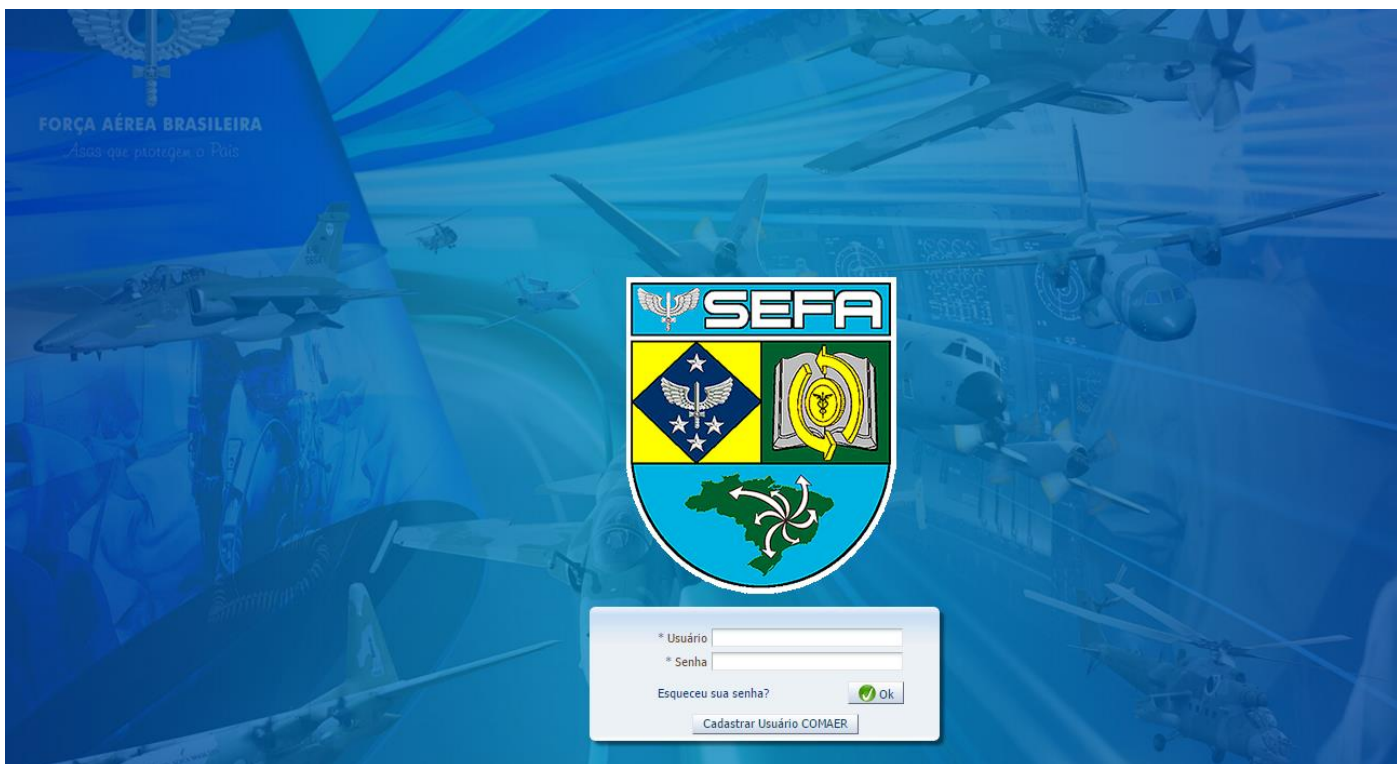 FORÇA AÉREA BRASILEIRA
Asas que protegem o País
SEFA
* Usuário
* Senha
Esqueceu sua senha?
Ok
Cadastrar Usuário COMAER